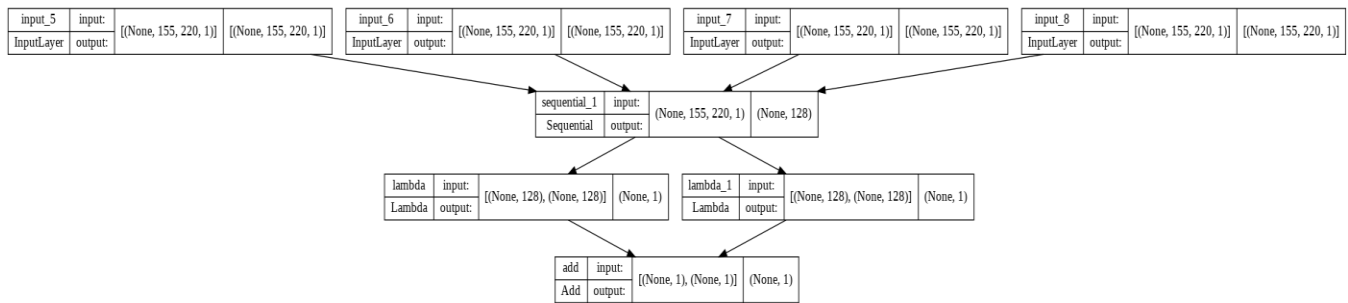 input_5 input: [(None, 155, 220, 1)] [(None, 155, 220, 1)]
InputLayer output:
input_6 input: [(None, 155, 220, 1)] [(None, 155, 220, 1)]
InputLayer output:
input_7 input: [(None, 155, 220, 1)] [(None, 155, 220, 1)]
InputLayer output:
input_8 input: [(None, 155, 220, 1)] [(None, 155, 220, 1)]
InputLayer output:
sequential_1 input: (None, 155, 220, 1) (None, 128)
Sequential output:
lambda input: [(None, 128), (None, 128)] (None, 1)
Lambda output:
lambda_1 input: [(None, 128), (None, 128)] (None, 1)
Lambda output:
add input: [(None, 1), (None, 1)] (None, 1)
Add output: